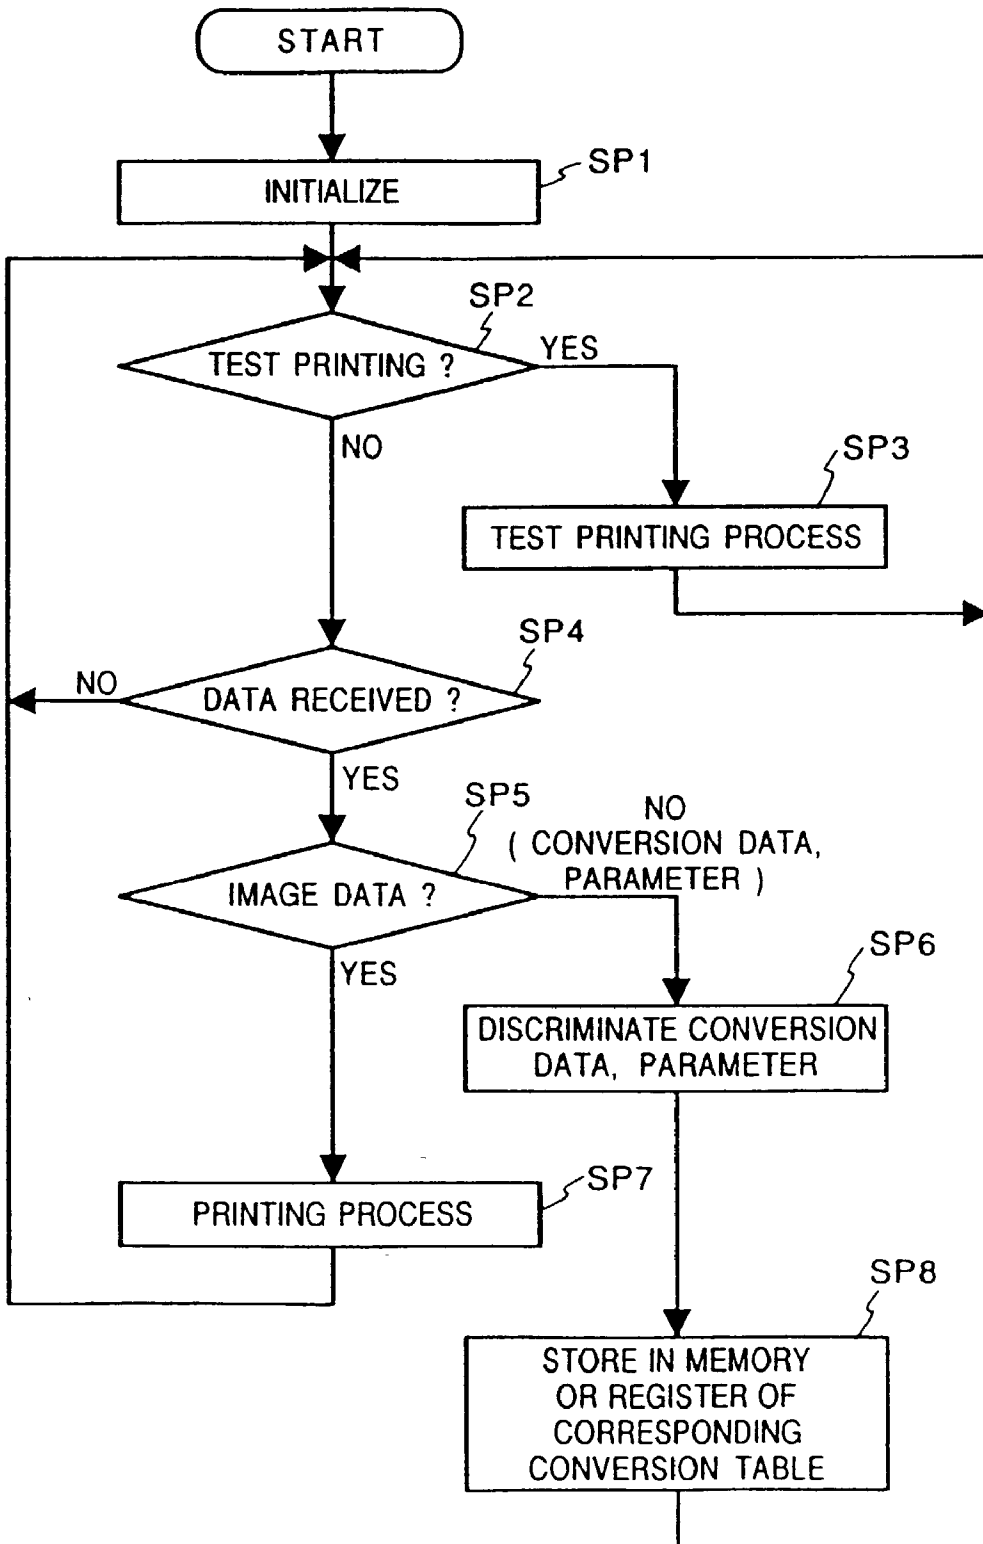 START
INITIALIZE
SP1
SP2
TEST PRINTING ?
YES
NO
SP3
TEST PRINTING PROCESS
SP4
DATA RECEIVED ?
NO
YES
SP5
IMAGE DATA ?
NO
( CONVERSION DATA,
PARAMETER )
YES
SP6
DISCRIMINATE CONVERSION
DATA, PARAMETER
PRINTING PROCESS
SP7
SP8
STORE IN MEMORY
OR REGISTER OF
CORRESPONDING
CONVERSION TABLE